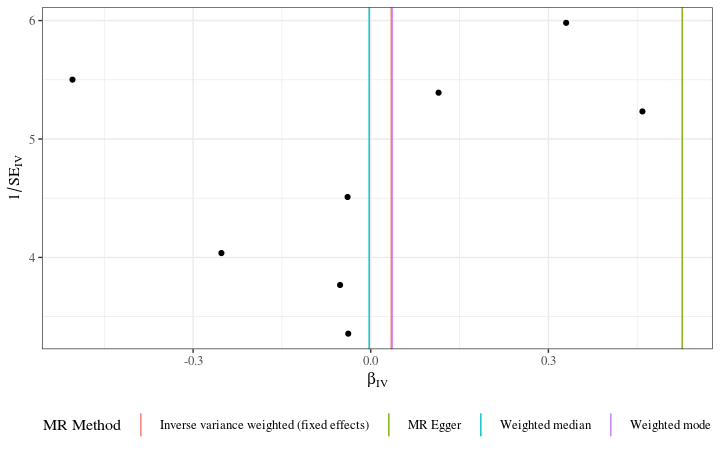 6
5
4
1/SE_IV
-0.3 0.0 0.3
β_IV
MR Method Inverse variance weighted (fixed effects) MR Egger Weighted median Weighted mode